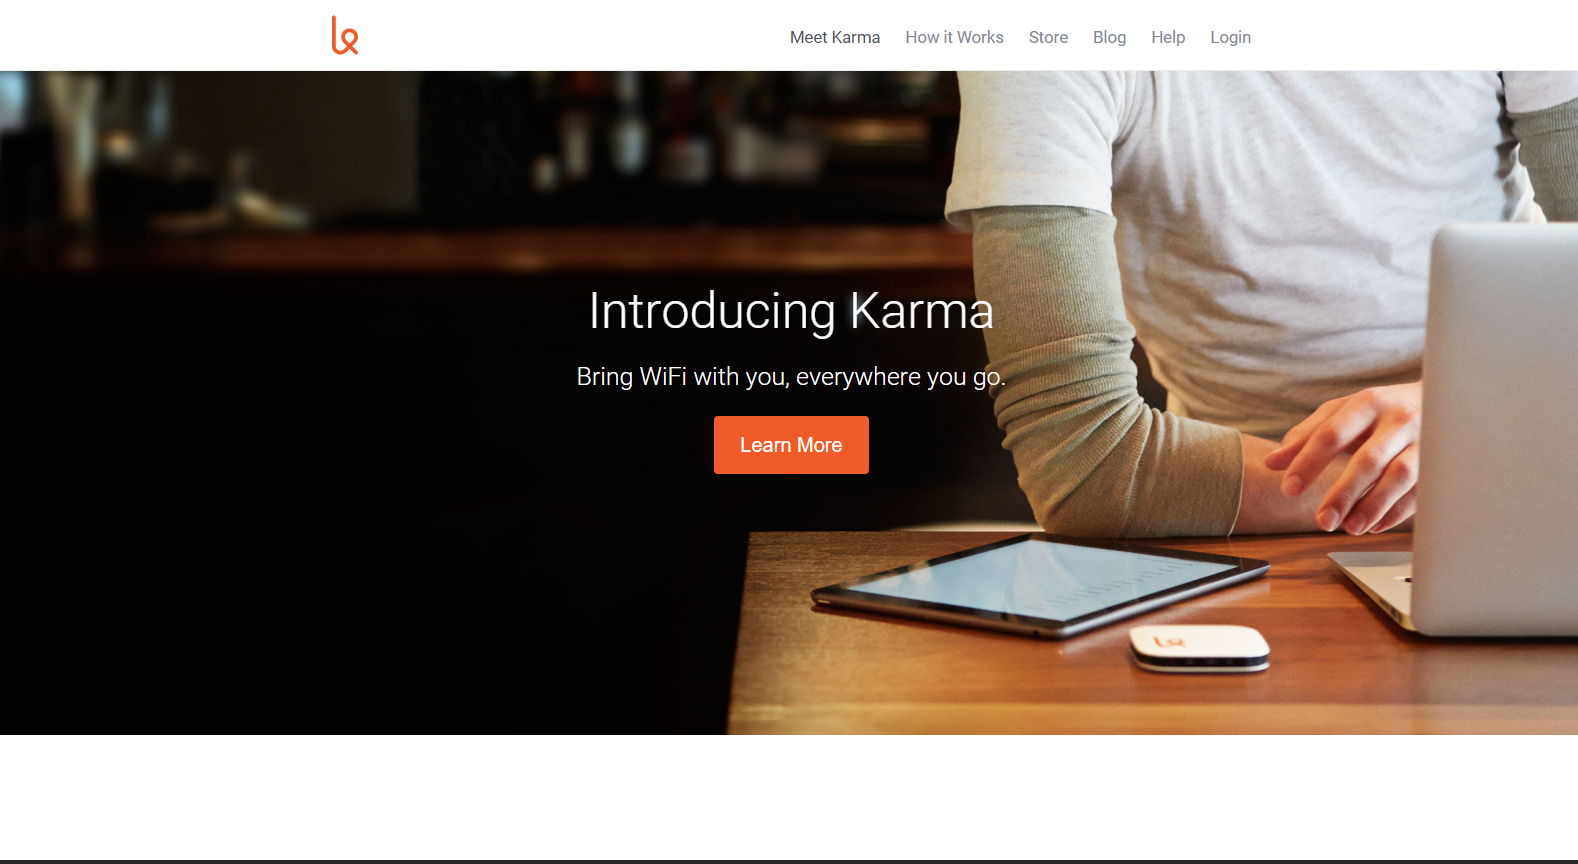 Meet Karma How it Works Store Blog Help Login
Introducing Karma
Bring WiFi with you, everywhere you go.
Learn More